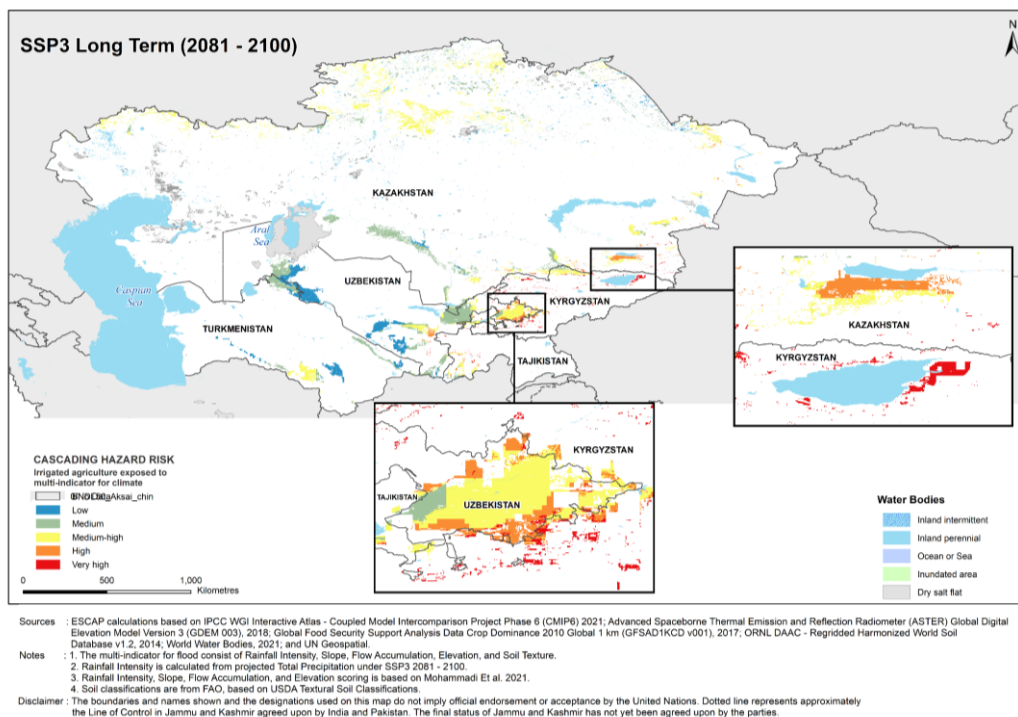 SSP3 Long Term (2081 - 2100)
N
KAZAKHSTAN
Aral
Sea
UZBEKISTAN
Caspian
Sea
KYRGYZSTAN
TURKMENISTAN
TAJIKISTAN
KAZAKHSTAN
KYRGYZSTAN
KYRGYZSTAN
TAJIKISTAN
UZBEKISTAN
CASCADING HAZARD RISK
Irrigated agriculture exposed to
multi-indicator for climate
Aksai_chin
Low
Medium
Medium-high
High
Very high
0 500 1,000
Kilometres
Water Bodies
Inland intermittent
Inland perennial
Ocean or Sea
Inundated area
Dry salt flat
Sources : ESCAP calculations based on IPCC WGI Interactive Atlas - Coupled Model Intercomparison Project Phase 6 (CMIP6) 2021; Advanced Spaceborne Thermal Emission and Reflection Radiometer (ASTER) Global Digital
Elevation Model Version 3 (GDEM 003), 2018; Global Food Security Support Analysis Data Crop Dominance 2010 Global 1 km (GFSAD1KCD v001), 2017; ORNL DAAC - Regridded Harmonized World Soil
Database v1.2, 2014; World Water Bodies, 2021; and UN Geospatial.
Notes : 1. The multi-indicator for flood consist of Rainfall Intensity, Slope, Flow Accumulation, Elevation, and Soil Texture.
2. Rainfall Intensity is calculated from projected Total Precipitation under SSP3 2081 - 2100.
3. Rainfall Intensity, Slope, Flow Accumulation, and Elevation scoring is based on Mohammadi Et al. 2021.
4. Soil classifications are from FAO, based on USDA Textural Soil Classifications.
Disclaimer : The boundaries and names shown and the designations used on this map do not imply official endorsement or acceptance by the United Nations. Dotted line represents approximately
the Line of Control in Jammu and Kashmir agreed upon by India and Pakistan. The final status of Jammu and Kashmir has not yet been agreed upon by the parties.